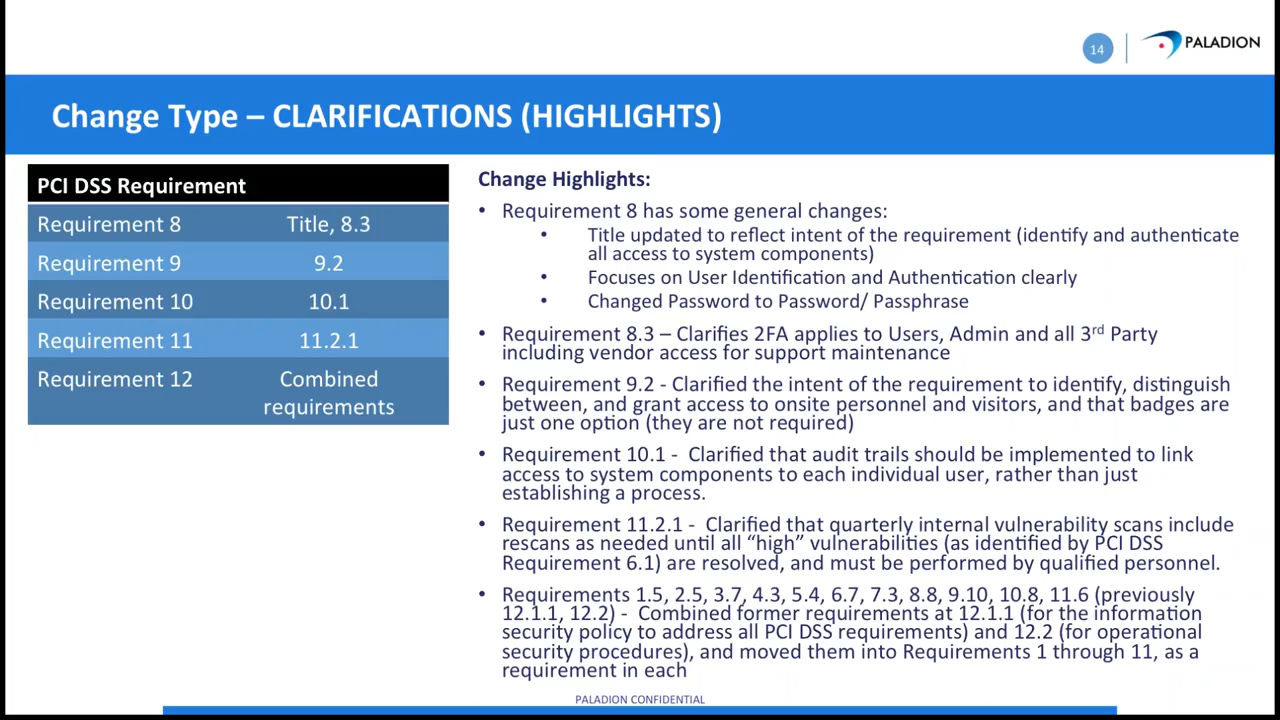 14
PALADION
Change Type – CLARIFICATIONS (HIGHLIGHTS)
PCI DSS Requirement
Requirement 8 Title, 8.3
Requirement 9 9.2
Requirement 10 10.1
Requirement 11 11.2.1
Requirement 12 Combined
requirements
Change Highlights:
• Requirement 8 has some general changes:
• Title updated to reflect intent of the requirement (identify and authenticate
all access to system components)
• Focuses on User Identification and Authentication clearly
• Changed Password to Password/ Passphrase
• Requirement 8.3 – Clarifies 2FA applies to Users, Admin and all 3rd Party
including vendor access for support maintenance
• Requirement 9.2 - Clarified the intent of the requirement to identify, distinguish
between, and grant access to onsite personnel and visitors, and that badges are
just one option (they are not required)
• Requirement 10.1 - Clarified that audit trails should be implemented to link
access to system components to each individual user, rather than just
establishing a process.
• Requirement 11.2.1 - Clarified that quarterly internal vulnerability scans include
rescans as needed until all “high” vulnerabilities (as identified by PCI DSS
Requirement 6.1) are resolved, and must be performed by qualified personnel.
• Requirements 1.5, 2.5, 3.7, 4.3, 5.4, 6.7, 7.3, 8.8, 9.10, 10.8, 11.6 (previously
12.1.1, 12.2) - Combined former requirements at 12.1.1 (for the information
security policy to address all PCI DSS requirements) and 12.2 (for operational
security procedures), and moved them into Requirements 1 through 11, as a
requirement in each
PALADION CONFIDENTIAL